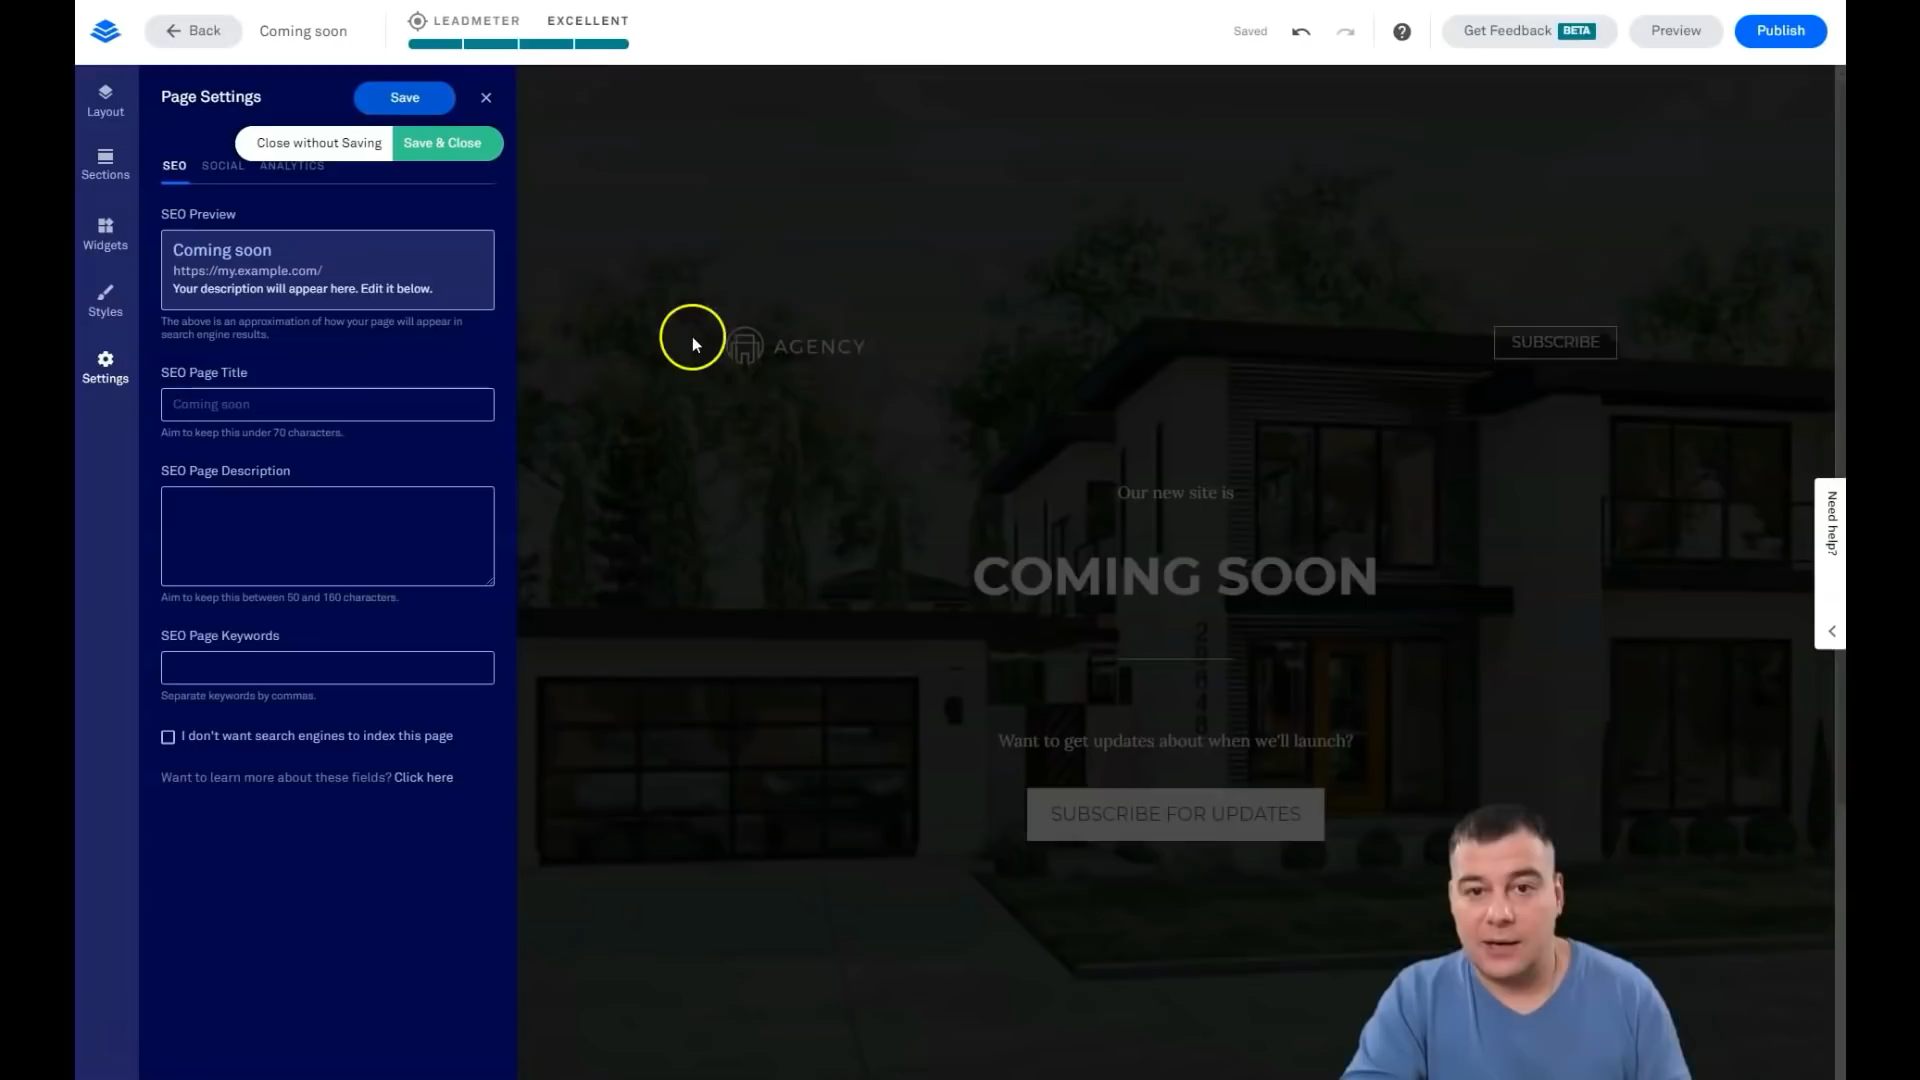 Back
Coming soon
LEADMETER EXCELLENT
Saved
Get Feedback BETA
Preview
Publish
Layout
Sections
Widgets
Styles
Settings
Page Settings
Save
Close without Saving
Save & Close
SEO SOCIAL ANALYTICS
SEO Preview
Coming soon
https://my.example.com/
Your description will appear here. Edit it below.
The above is an approximation of how your page will appear in
search engine results.
SEO Page Title
Coming soon
Aim to keep this under 70 characters.
SEO Page Description
Aim to keep this between 50 and 160 characters.
SEO Page Keywords
Separate keywords by commas.
I don't want search engines to index this page
Want to learn more about these fields? Click here
AGENCY
SUBSCRIBE
Our new site is
COMING SOON
Want to get updates about when we'll launch?
SUBSCRIBE FOR UPDATES
Need help?